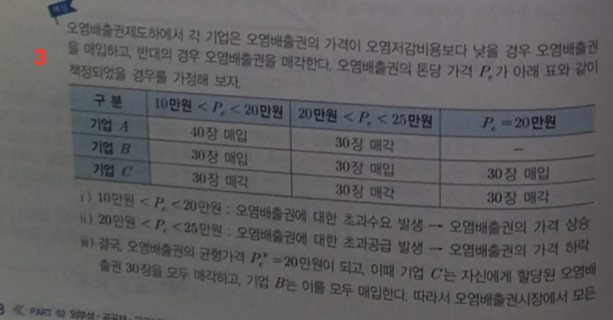 예제
3
오염배출권제도하에서 각 기업은 오염배출권의 가격이 오염저감비용보다 낮을 경우 오염배출권
을 매입하고, 반대의 경우 오염배출권을 매각한다. 오염배출권의 톤당 가격 Pₑ가 아래 표와 같이
책정되었을 경우를 가정해 보자.
구 분 10만원 < Pₑ < 20만원 20만원 < Pₑ < 25만원 Pₑ = 20만원
기업 A 40장 매입 30장 매각 －
기업 B 30장 매입 30장 매입 30장 매입
기업 C 30장 매각 30장 매각 30장 매각
ⅰ) 10만원 < Pₑ < 20만원 : 오염배출권에 대한 초과수요 발생 → 오염배출권의 가격 상승
ⅱ) 20만원 < Pₑ < 25만원 : 오염배출권에 대한 초과공급 발생 → 오염배출권의 가격 하락
ⅲ) 결국, 오염배출권의 균형가격 Pₑ* = 20만원이 되고, 이때 기업 C는 자신에게 할당된 오염배
출권 30장을 모두 매각하고, 기업 B는 이를 모두 매입한다. 따라서 오염배출권시장에서 모든
8 ≪ PART 02